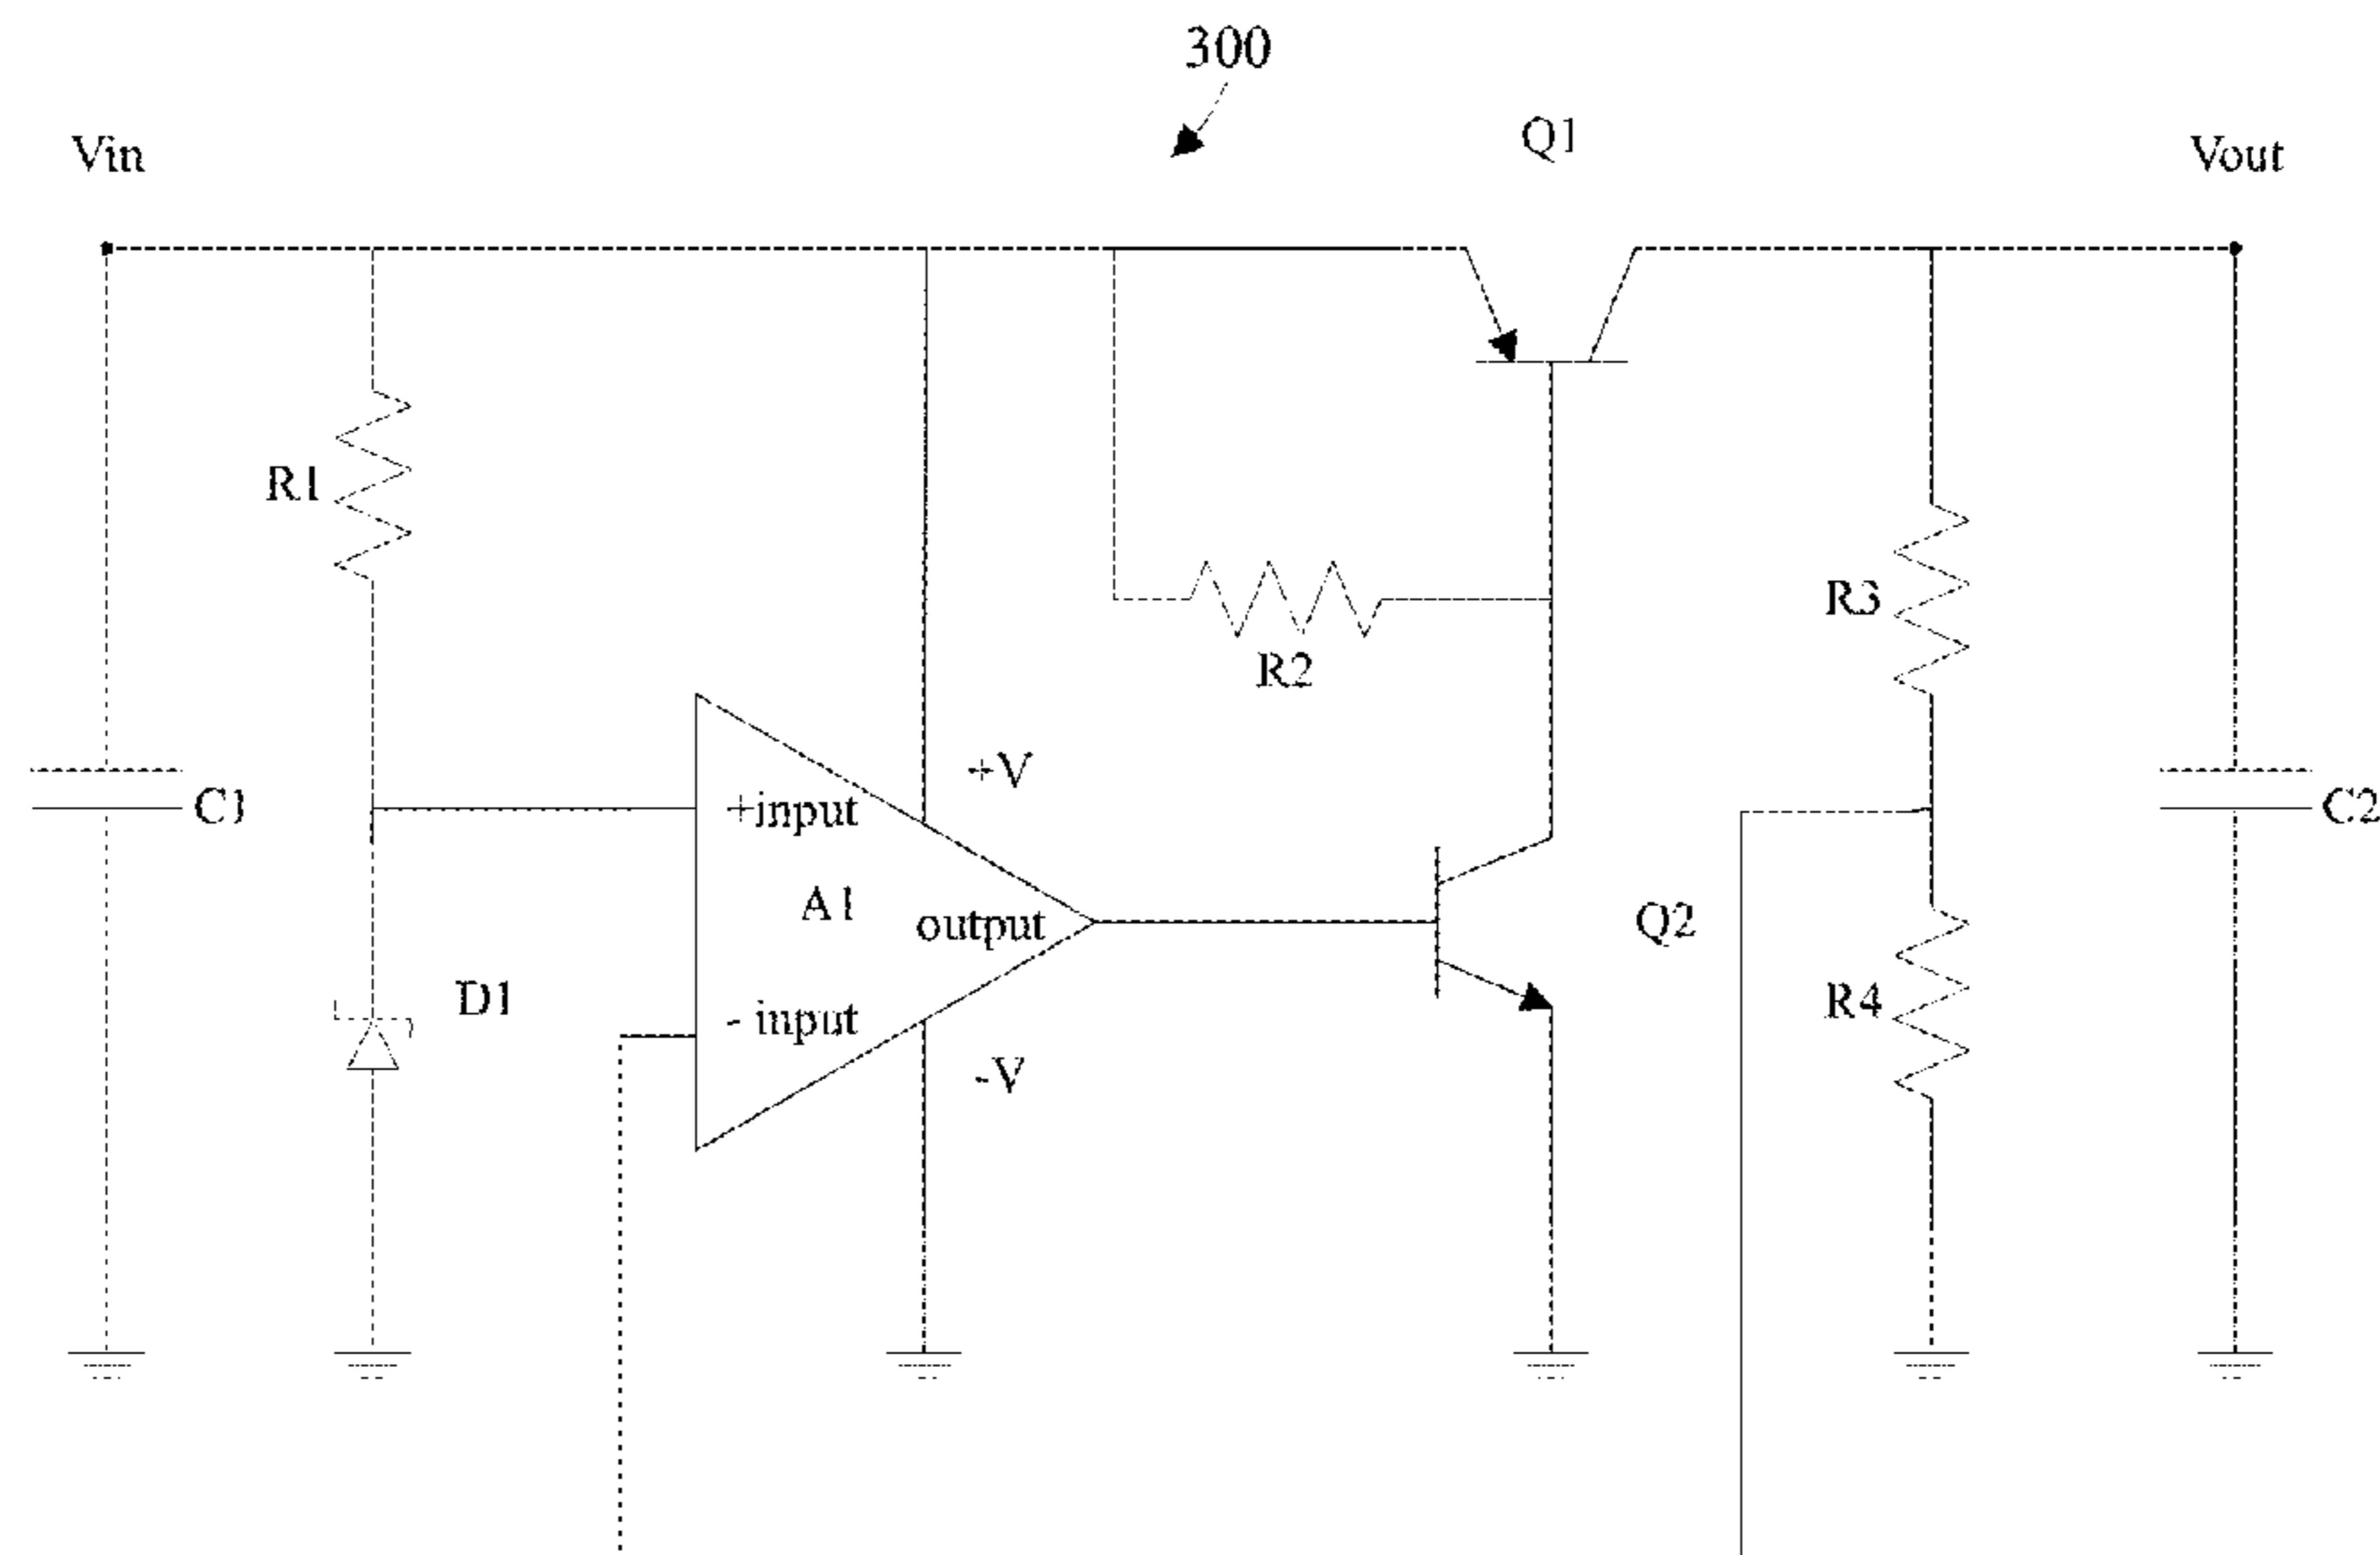 300
Vin
Q1
Vout
R1
R2
R3
+V
+input
C1
C2
A1
output
Q2
D1
- input
R4
-V